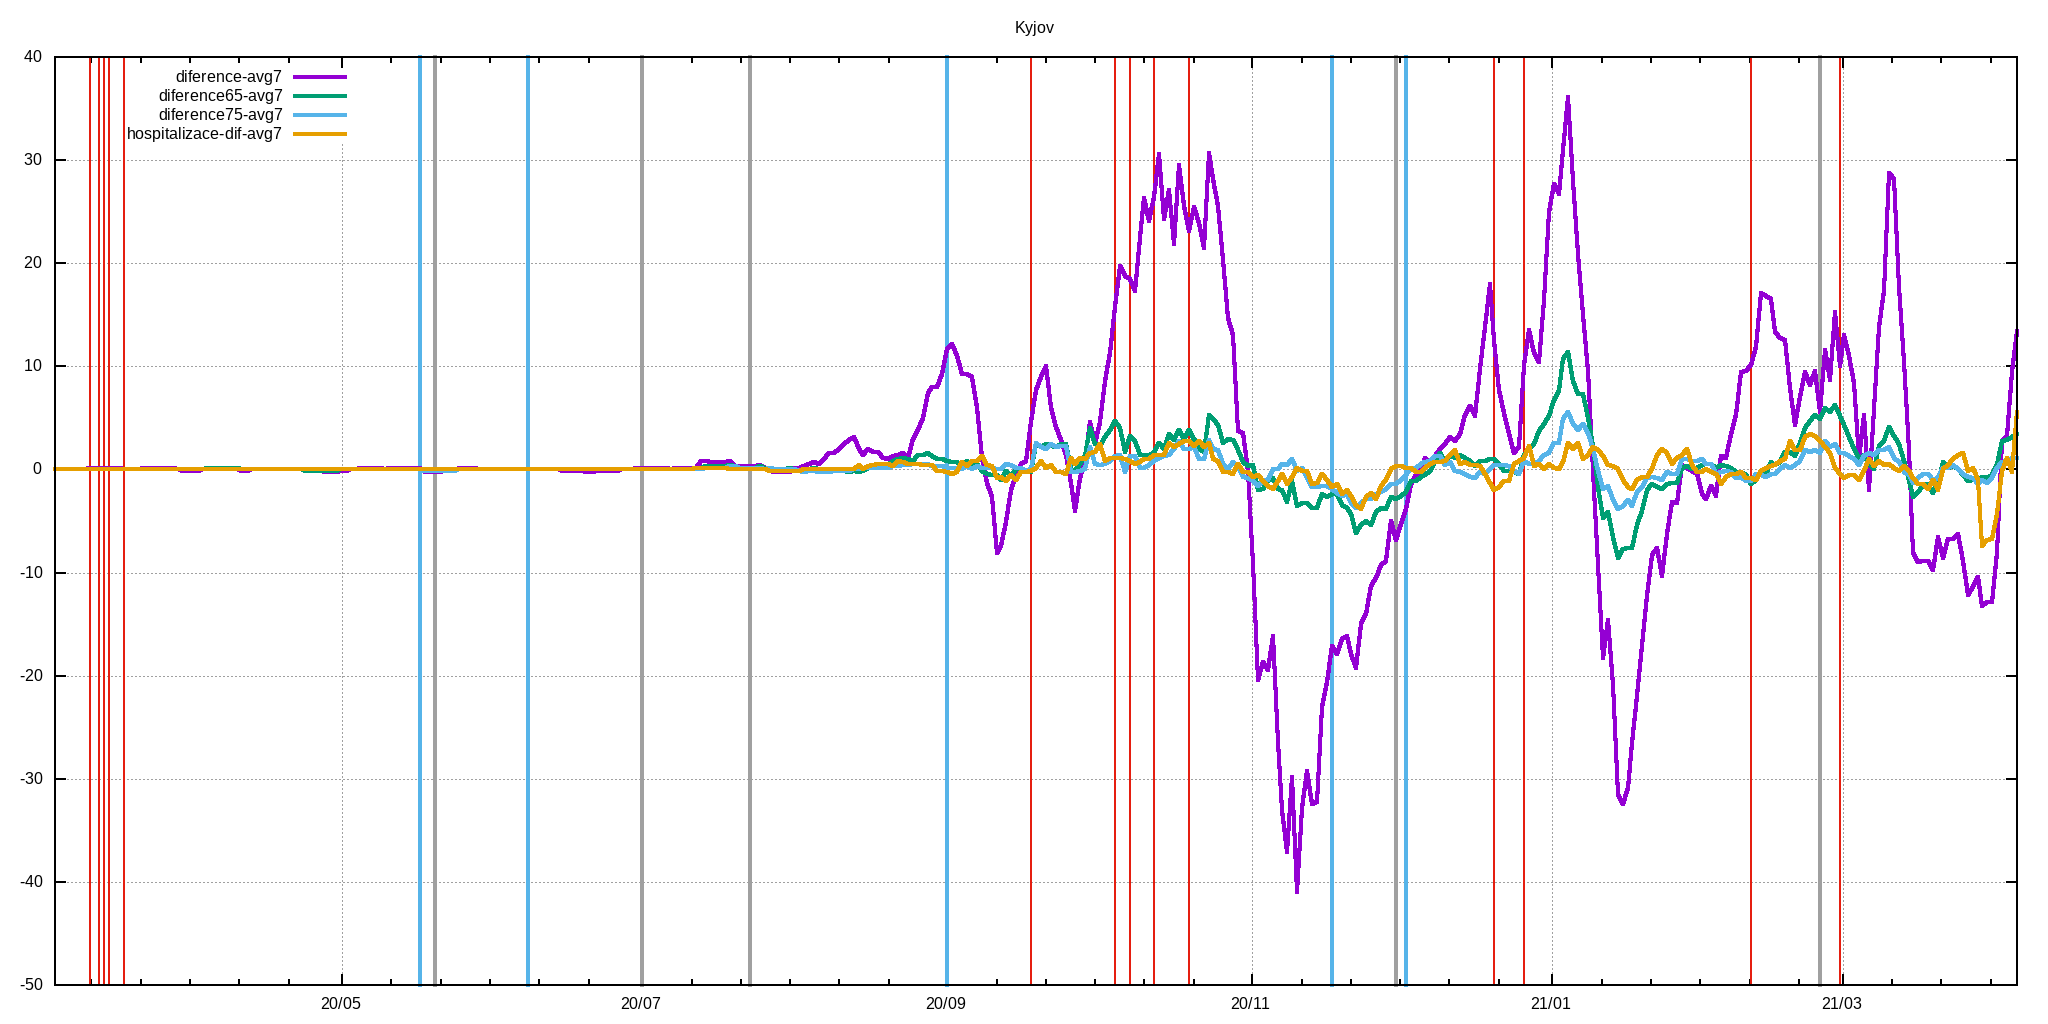 Kyjov
40
30
20
10
0
-10
-20
-30
-40
-50
diference-avg7
diference65-avg7
diference75-avg7
hospitalizace-dif-avg7
20/05 20/07 20/09 20/11 21/01 21/03